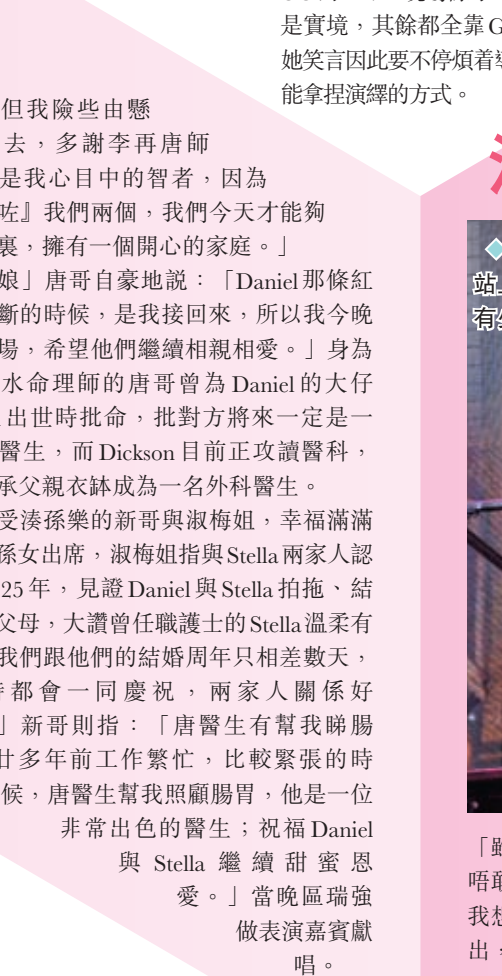 是實境，其餘都全靠G
她笑言因此要不停煩着導
能拿捏演繹的方式。
但我險些由懸
去，多謝李再唐師
是我心目中的智者，因為
咗』我們兩個，我們今天才能夠
裏，擁有一個開心的家庭。」
娘」唐哥自豪地説：「Daniel那條紅
斷的時候，是我接回來，所以我今晚
場，希望他們繼續相親相愛。」身為
水命理師的唐哥曾為Daniel的大仔
出世時批命，批對方將來一定是一
醫生，而Dickson目前正攻讀醫科，
承父親衣缽成為一名外科醫生。
受湊孫樂的新哥與淑梅姐，幸福滿滿
孫女出席，淑梅姐指與Stella兩家人認
25年，見證Daniel與Stella拍拖、結
父母，大讚曾任職護士的Stella溫柔有
我們跟他們的結婚周年只相差數天，
時都會一同慶祝，兩家人關係好
」新哥則指：「唐醫生有幫我睇腸
廿多年前工作繁忙，比較緊張的時
候，唐醫生幫我照顧腸胃，他是一位
非常出色的醫生；祝福Daniel
與Stella繼續甜蜜恩
愛。」當晚區瑞強
做表演嘉賓獻
唱。
站上
有
「雖
唔敢
我想
出，